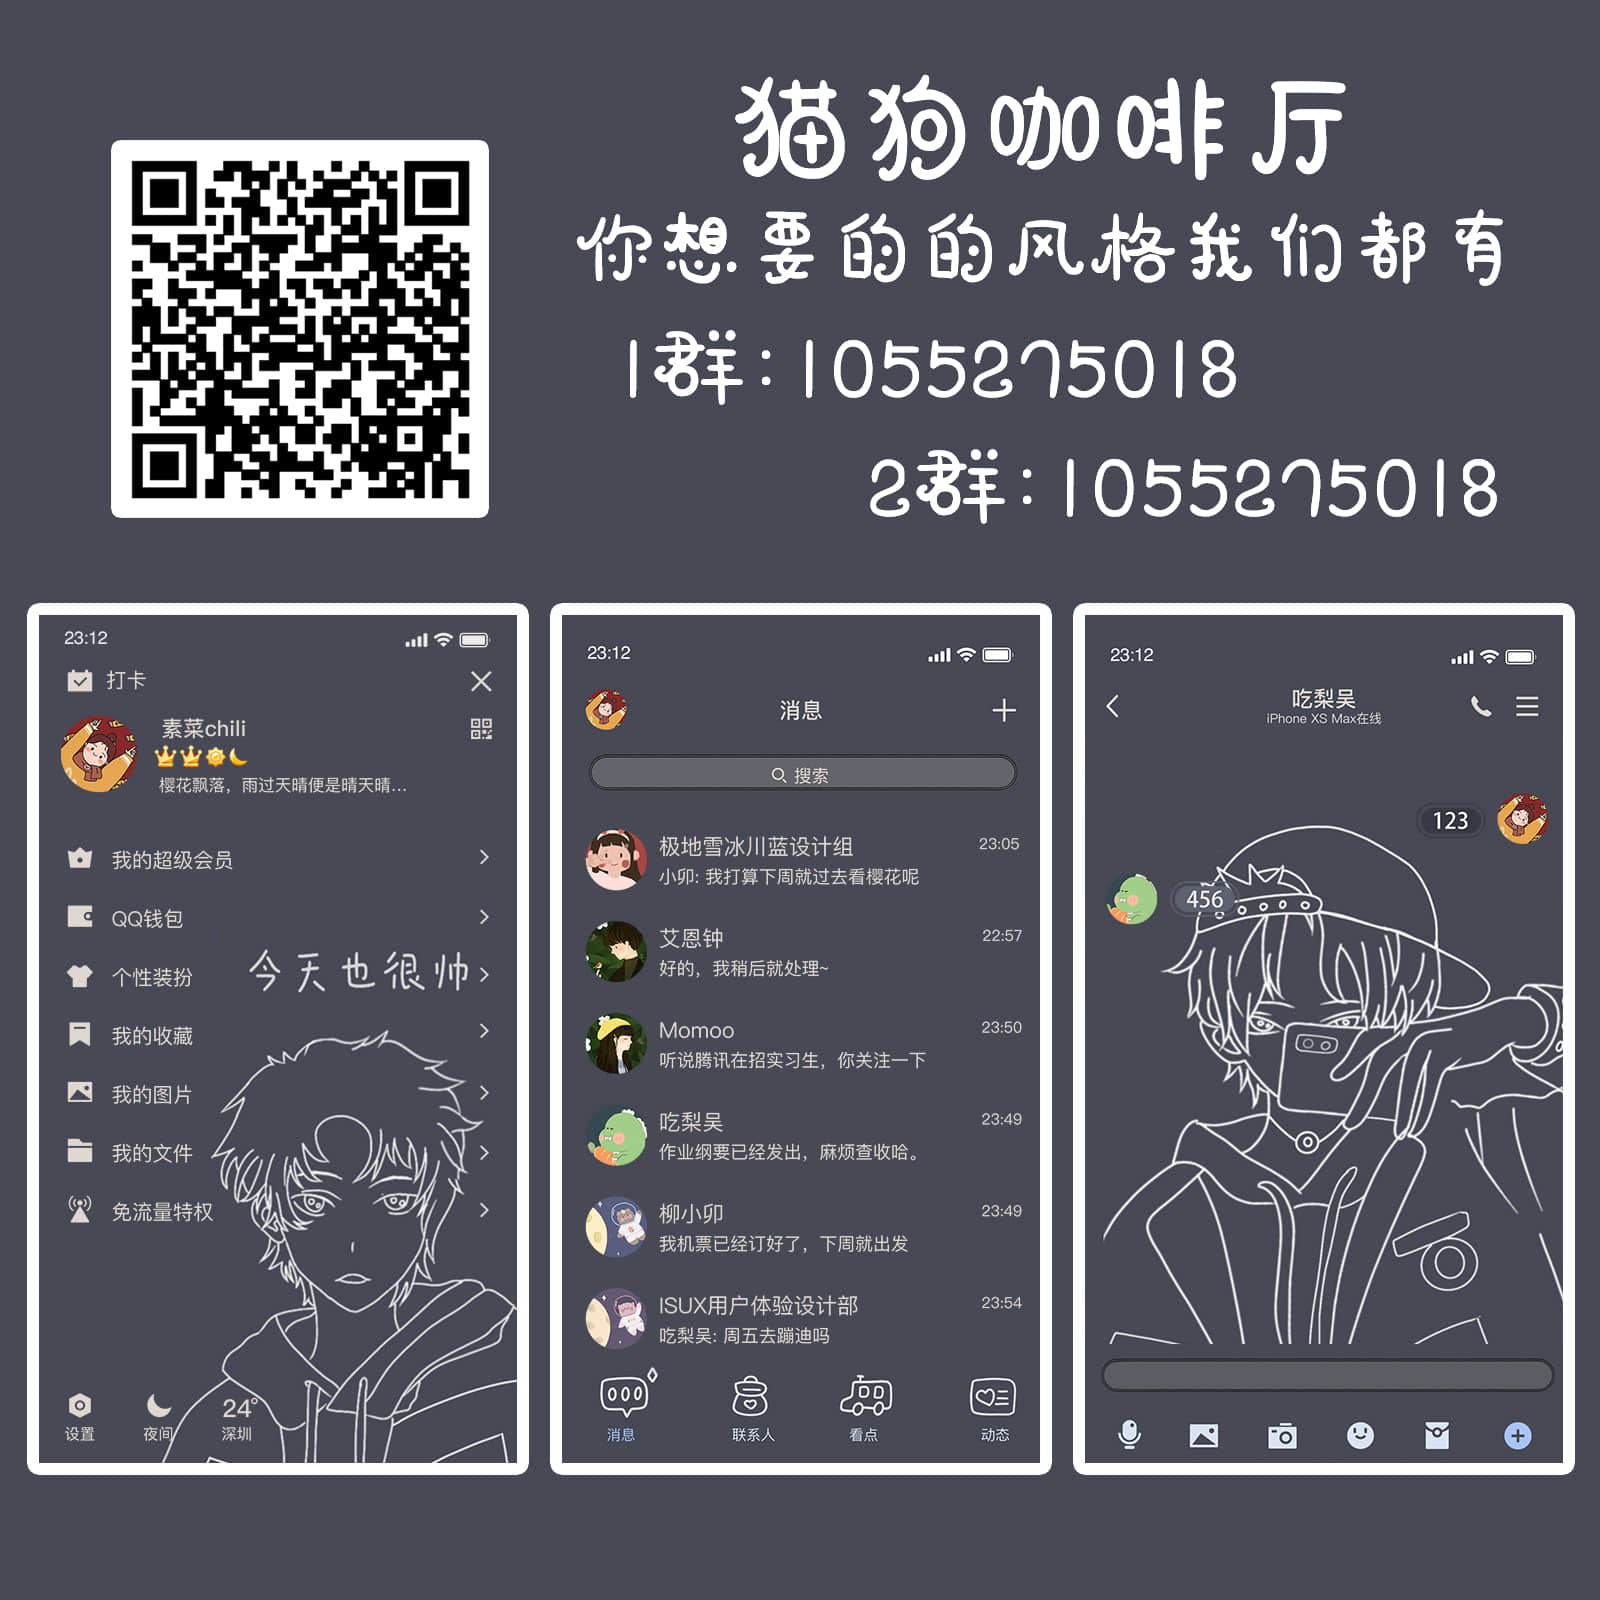 猫狗咖啡厅
你想要的的风格我们都有
1群:1055275018
2群:1055275018
23:12
打卡
素菜chili
樱花飘落，雨过天晴便是晴天晴...
我的超级会员
QQ钱包
个性装扮
今天也很帅
我的收藏
我的图片
我的文件
免流量特权
24°
设置 夜间 深圳
23:12
消息
搜索
极地雪冰川蓝设计组 23:05
小卯: 我打算下周就过去看樱花呢
艾恩钟 22:57
好的，我稍后就处理~
Momoo 23:50
听说腾讯在招实习生，你关注一下
吃梨吴 23:49
作业纲要已经发出，麻烦查收哈。
柳小卯 23:49
我机票已经订好了，下周就出发
ISUX用户体验设计部 23:54
吃梨吴: 周五去蹦迪吗
消息 联系人 看点 动态
23:12
吃梨吴
iPhone XS Max在线
123
456